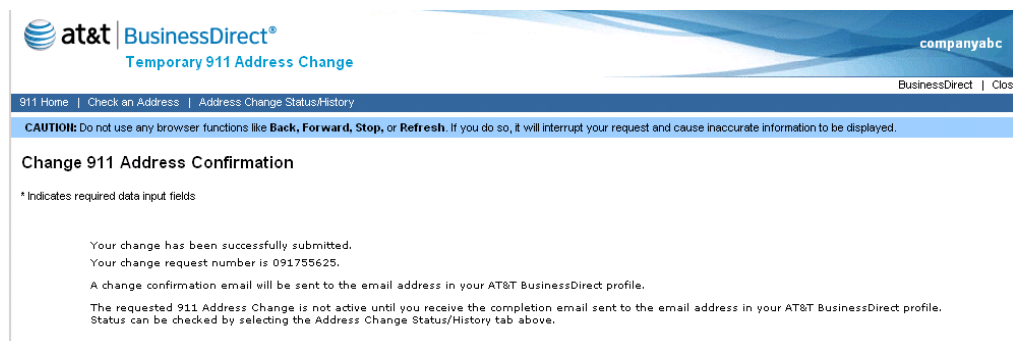 at&t BusinessDirect®
Temporary 911 Address Change
companyabc
BusinessDirect | Clos
911 Home | Check an Address | Address Change Status/History
CAUTION: Do not use any browser functions like Back, Forward, Stop, or Refresh. If you do so, it will interrupt your request and cause inaccurate information to be displayed.
Change 911 Address Confirmation
* Indicates required data input fields
Your change has been successfully submitted.
Your change request number is 091755625.
A change confirmation email will be sent to the email address in your AT&T BusinessDirect profile.
The requested 911 Address Change is not active until you receive the completion email sent to the email address in your AT&T BusinessDirect profile.
Status can be checked by selecting the Address Change Status/History tab above.